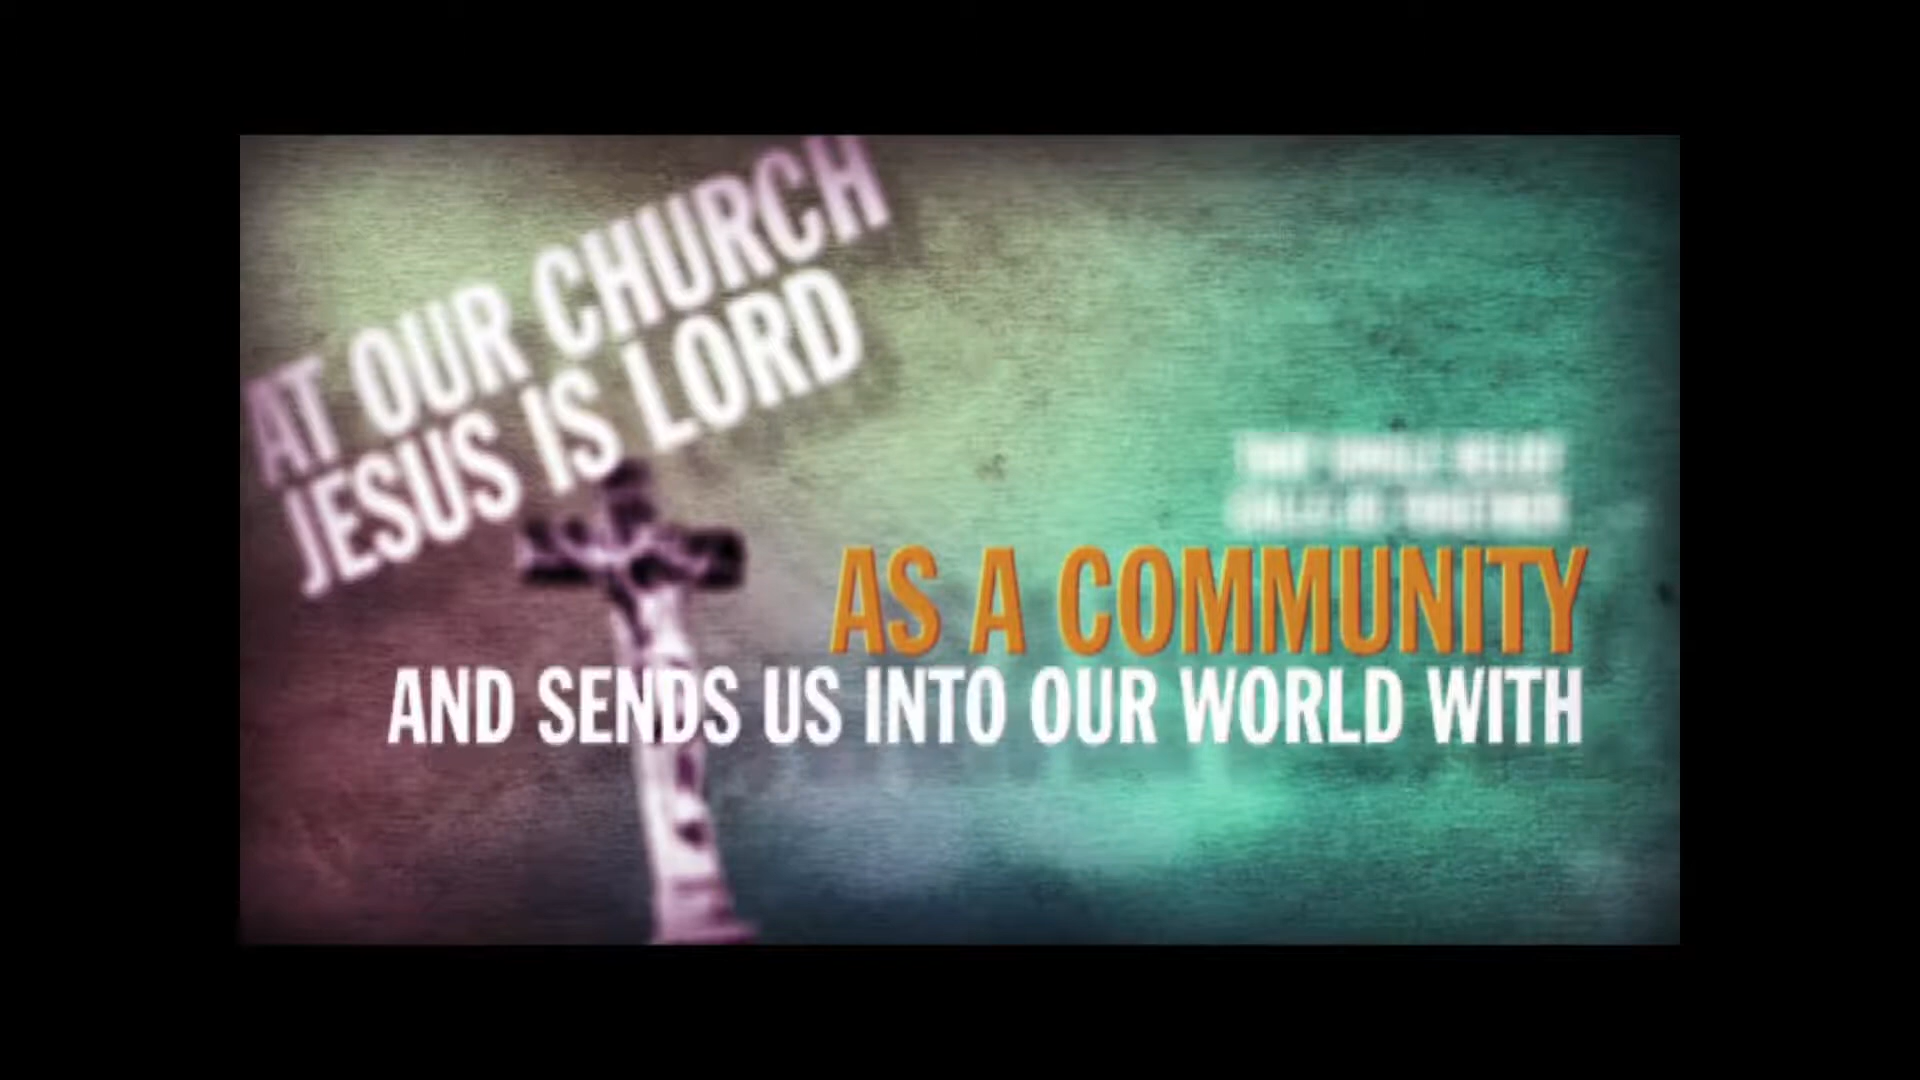 AT OUR CHURCH
JESUS IS LORD
AS A COMMUNITY
AND SENDS US INTO OUR WORLD WITH